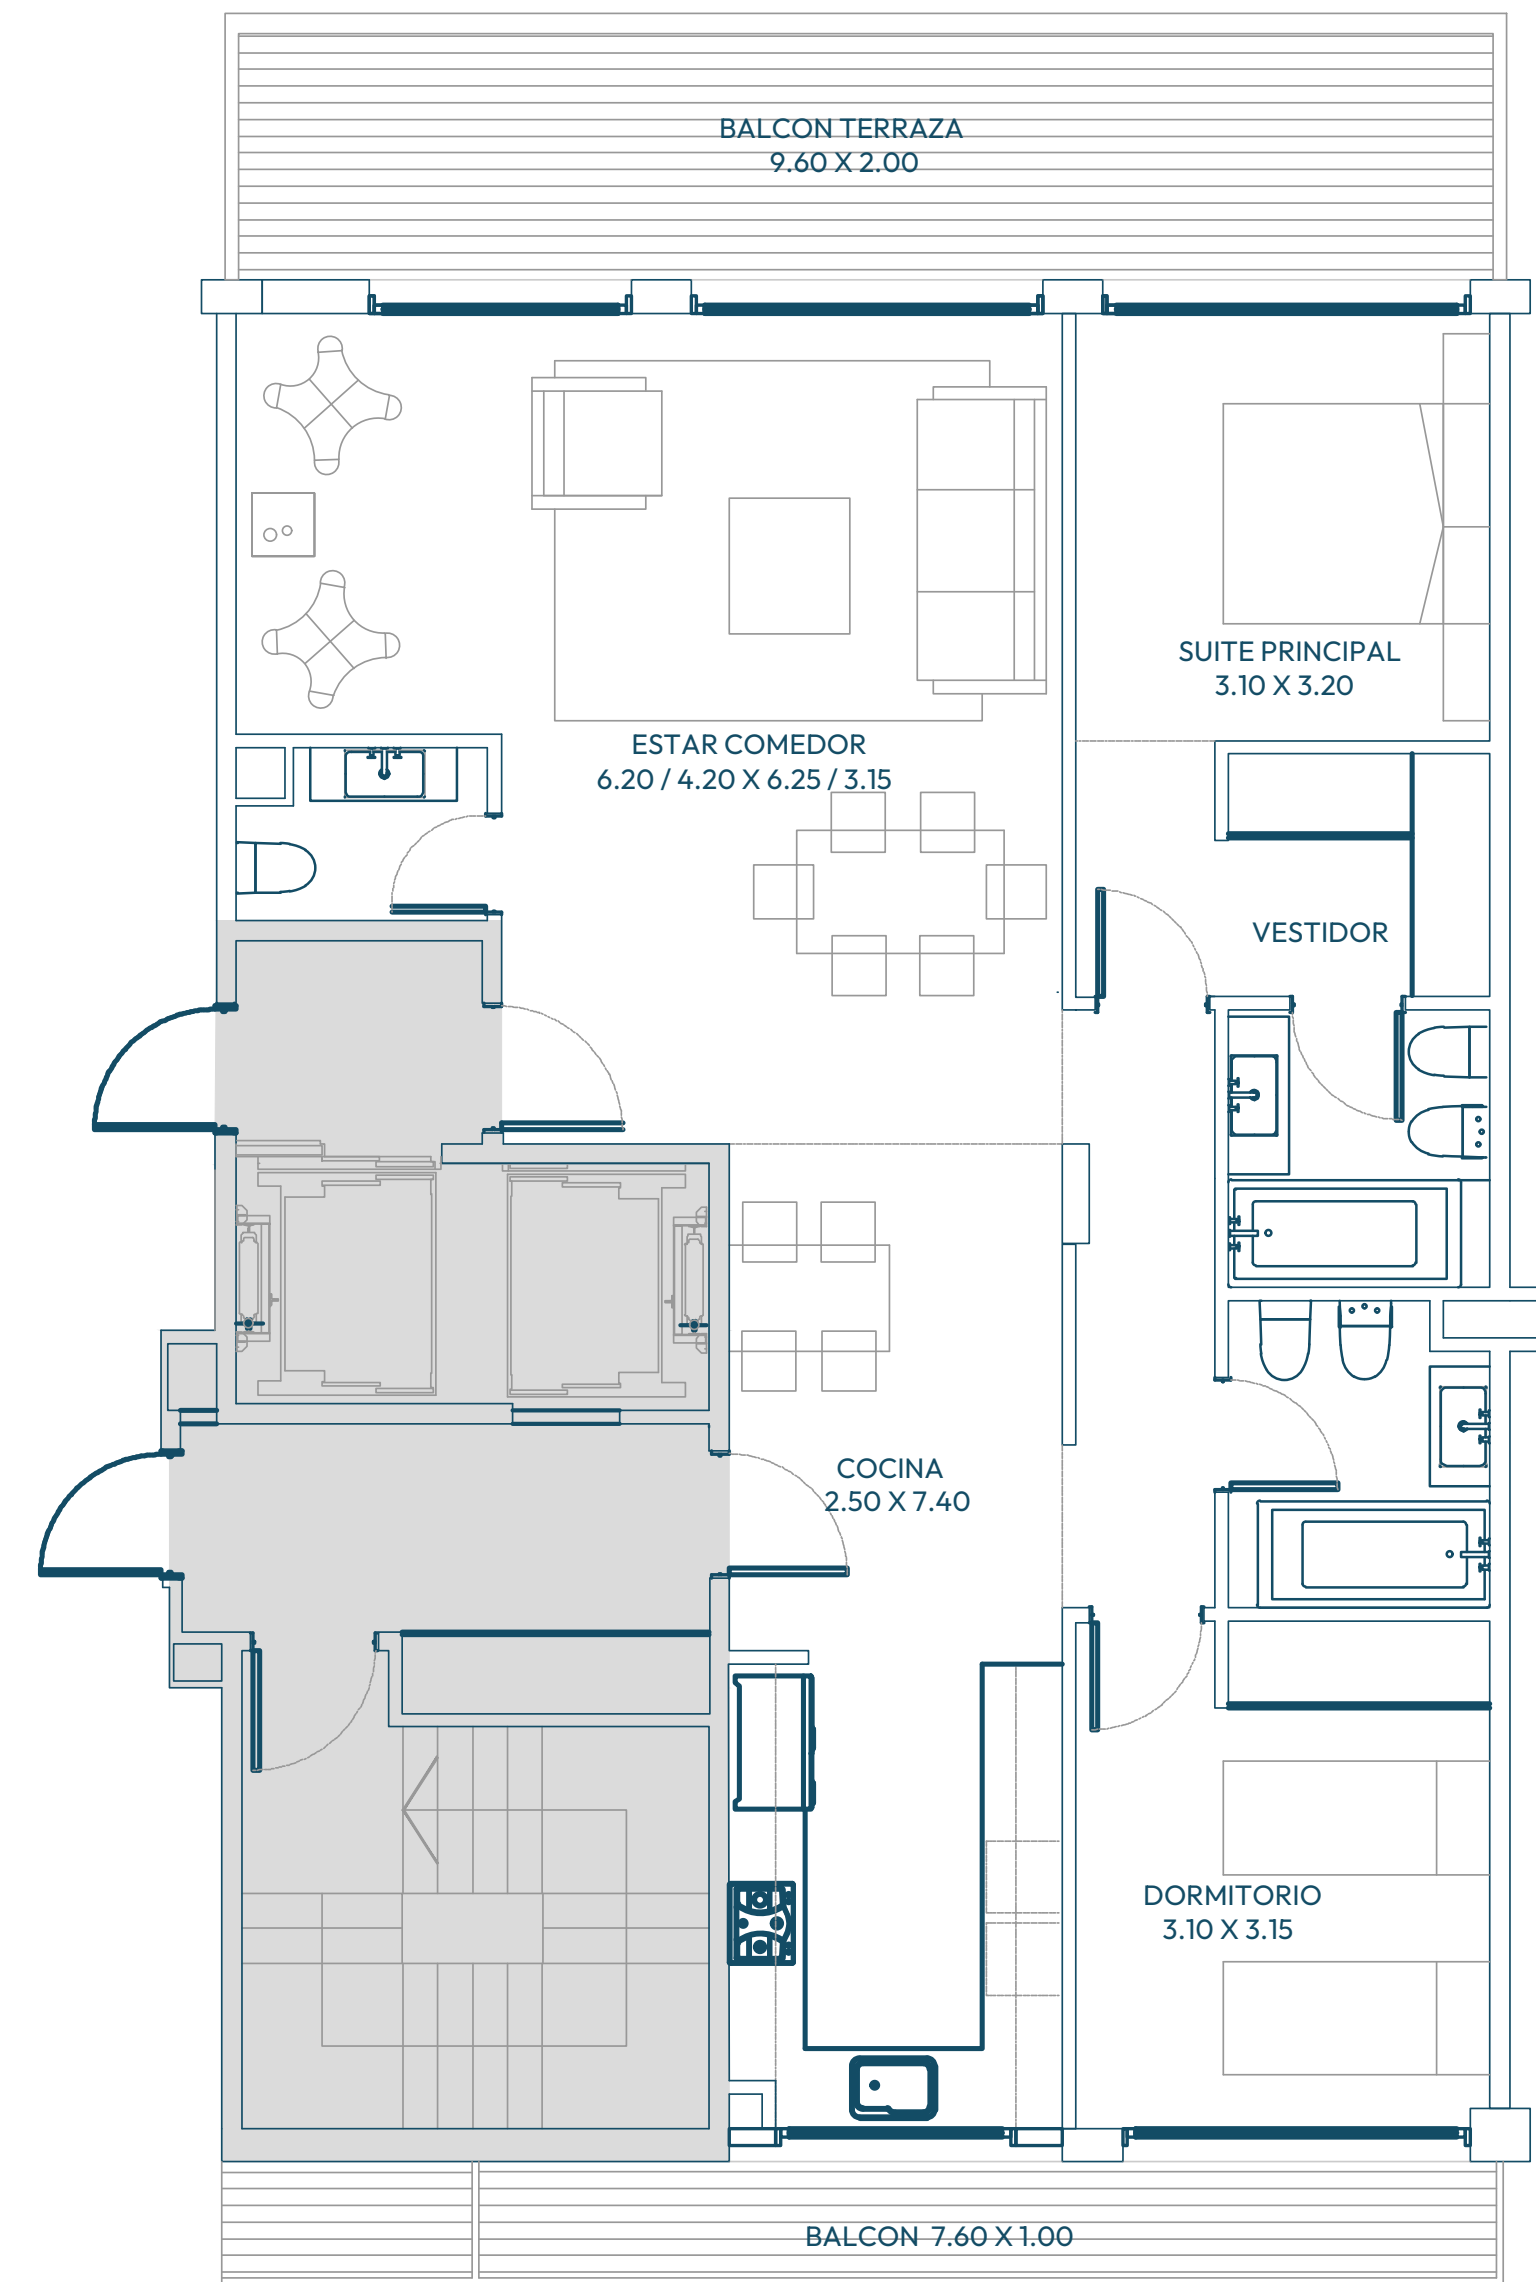 BALCON TERRAZA
9.60 X 2.00
SUITE PRINCIPAL
3.10 X 3.20
ESTAR COMEDOR
6.20 / 4.20 X 6.25 / 3.15
VESTIDOR
COCINA
2.50 X 7.40
DORMITORIO
3.10 X 3.15
BALCON 7.60 X 1.00